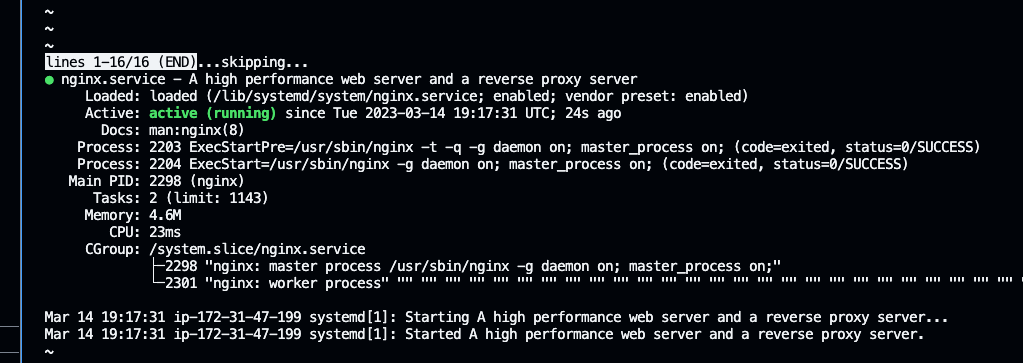 ~
~
~
lines 1-16/16 (END)...skipping...
● nginx.service - A high performance web server and a reverse proxy server
     Loaded: loaded (/lib/systemd/system/nginx.service; enabled; vendor preset: enabled)
     Active: active (running) since Tue 2023-03-14 19:17:31 UTC; 24s ago
       Docs: man:nginx(8)
    Process: 2203 ExecStartPre=/usr/sbin/nginx -t -q -g daemon on; master_process on; (code=exited, status=0/SUCCESS)
    Process: 2204 ExecStart=/usr/sbin/nginx -g daemon on; master_process on; (code=exited, status=0/SUCCESS)
   Main PID: 2298 (nginx)
      Tasks: 2 (limit: 1143)
     Memory: 4.6M
        CPU: 23ms
     CGroup: /system.slice/nginx.service
             ├─2298 "nginx: master process /usr/sbin/nginx -g daemon on; master_process on;"
             └─2301 "nginx: worker process" "" "" "" "" "" "" "" "" "" "" "" "" "" "" "" "" "" "" "" "" "" "" "" "" "" ""

Mar 14 19:17:31 ip-172-31-47-199 systemd[1]: Starting A high performance web server and a reverse proxy server...
Mar 14 19:17:31 ip-172-31-47-199 systemd[1]: Started A high performance web server and a reverse proxy server.
~